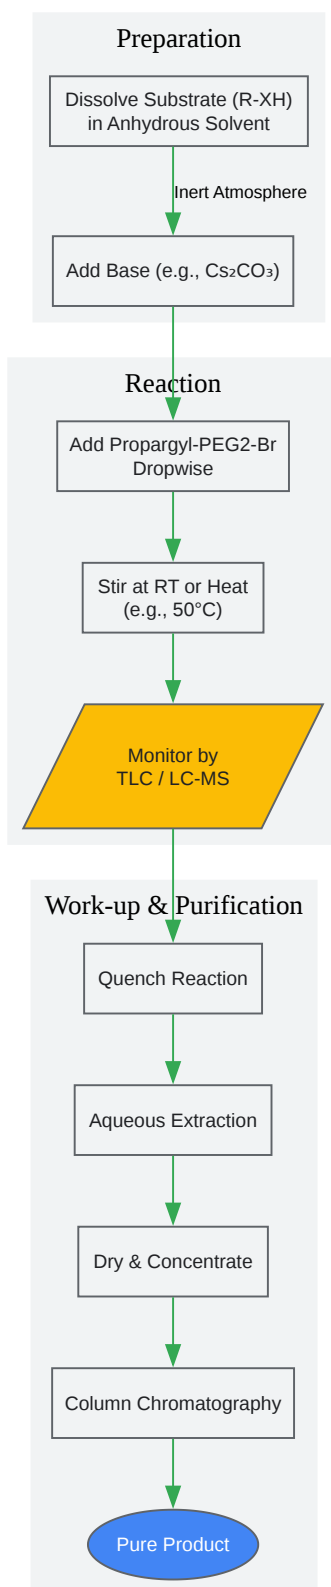 Preparation
Dissolve Substrate (R-XH)
in Anhydrous Solvent
Inert Atmosphere
Add Base (e.g., Cs₂CO₃)
Reaction
Add Propargyl-PEG2-Br
Dropwise
Stir at RT or Heat
(e.g., 50°C)
Monitor by
TLC / LC-MS
Work-up & Purification
Quench Reaction
Aqueous Extraction
Dry & Concentrate
Column Chromatography
Pure Product